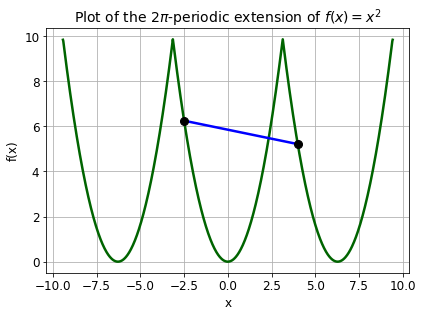 Plot of the 2π-periodic extension of f(x) = x²
10
8
6
4
2
0
f(x)
−10.0 −7.5 −5.0 −2.5 0.0 2.5 5.0 7.5 10.0
x